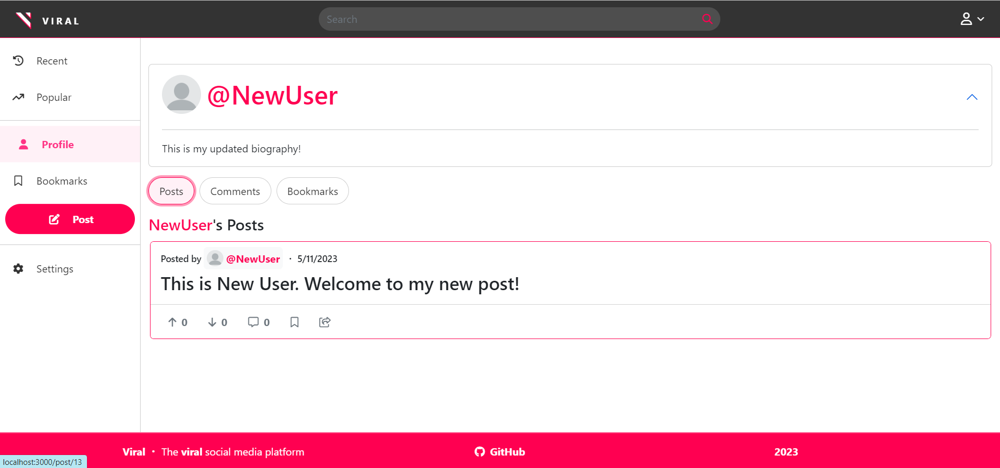 VIRAL
Search
Recent
Popular
Profile
Bookmarks
Post
Settings
@NewUser
This is my updated biography!
Posts Comments Bookmarks
NewUser's Posts
Posted by @NewUser · 5/11/2023
This is New User. Welcome to my new post!
0 0 0
Viral · The viral social media platform GitHub 2023
localhost:3000/post/13